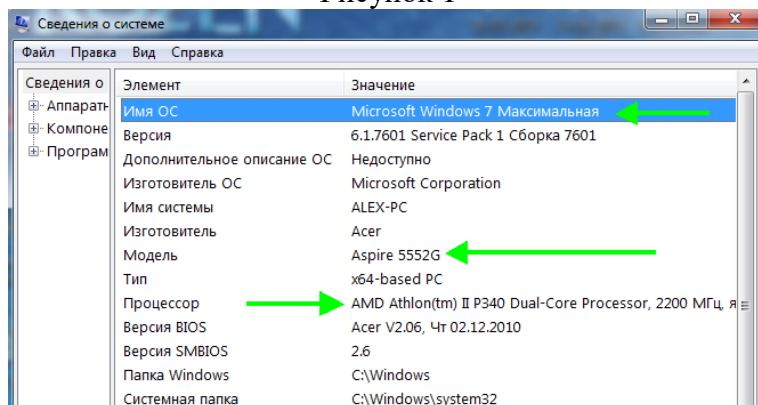 Сведения о системе
Файл Правка Вид Справка
Сведения о
Аппаратн
Компоне
Програм
Элемент Значение
Имя ОС Microsoft Windows 7 Максимальная
Версия 6.1.7601 Service Pack 1 Сборка 7601
Дополнительное описание ОС Недоступно
Изготовитель ОС Microsoft Corporation
Имя системы ALEX-PC
Изготовитель Acer
Модель Aspire 5552G
Тип x64-based PC
Процессор AMD Athlon(tm) II P340 Dual-Core Processor, 2200 МГц, я
Версия BIOS Acer V2.06, Чт 02.12.2010
Версия SMBIOS 2.6
Папка Windows C:\Windows
Системная папка C:\Windows\system32